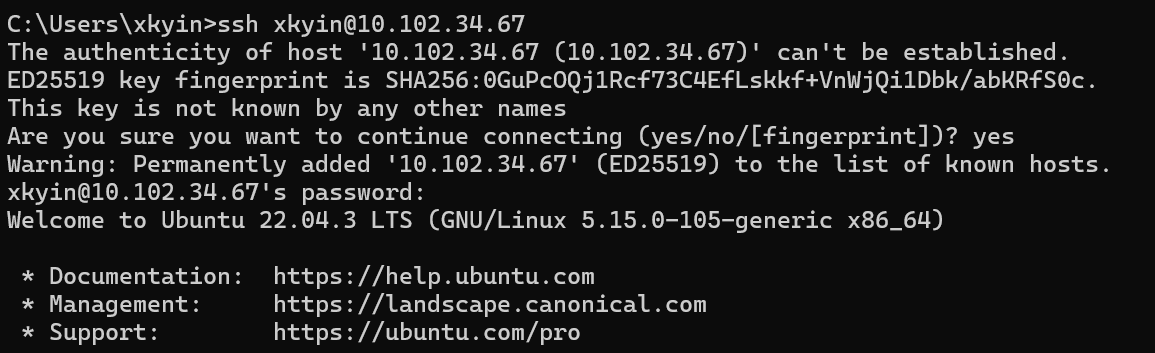 C:\Users\xkyin>ssh xkyin@10.102.34.67
The authenticity of host '10.102.34.67 (10.102.34.67)' can't be established.
ED25519 key fingerprint is SHA256:0GuPcOQj1Rcf73C4EfLskkf+VnWjQi1Dbk/abKRfS0c.
This key is not known by any other names
Are you sure you want to continue connecting (yes/no/[fingerprint])? yes
Warning: Permanently added '10.102.34.67' (ED25519) to the list of known hosts.
xkyin@10.102.34.67's password:
Welcome to Ubuntu 22.04.3 LTS (GNU/Linux 5.15.0-105-generic x86_64)
* Documentation: https://help.ubuntu.com
* Management: https://landscape.canonical.com
* Support: https://ubuntu.com/pro